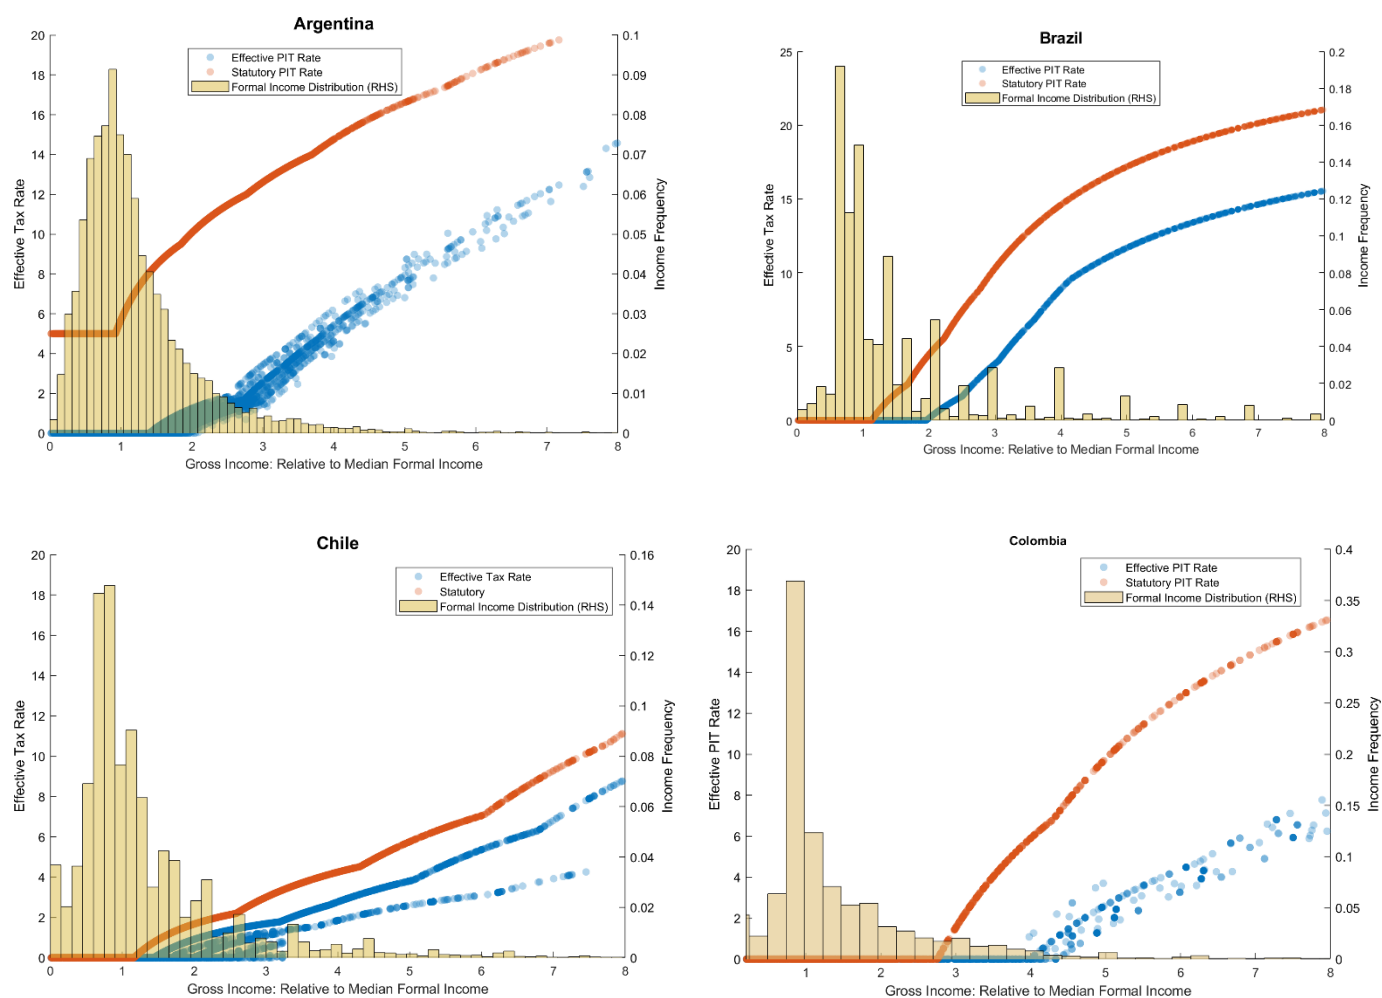 Argentina
20
18
16
14
12
10
8
6
4
2
0
Effective Tax Rate
Effective PIT Rate
Statutory PIT Rate
Formal Income Distribution (RHS)
0.1
0.09
0.08
0.07
0.06
0.05
0.04
0.03
0.02
0.01
0
Income Frequency
0 1 2 3 4 5 6 7 8
Gross Income: Relative to Median Formal Income
Brazil
25
20
15
10
5
0
Effective Tax Rate
Effective PIT Rate
Statutory PIT Rate
Formal Income Distribution (RHS)
0.2
0.18
0.16
0.14
0.12
0.1
0.08
0.06
0.04
0.02
0
Income Frequency
0 1 2 3 4 5 6 7 8
Gross Income: Relative to Median Formal Income
Chile
20
18
16
14
12
10
8
6
4
2
0
Effective Tax Rate
Effective Tax Rate
Statutory
Formal Income Distribution (RHS)
0.16
0.14
0.12
0.1
0.08
0.06
0.04
0.02
0
Income Frequency
0 1 2 3 4 5 6 7 8
Gross Income: Relative to Median Formal Income
Colombia
20
18
16
14
12
10
8
6
4
2
0
Effective PIT Rate
Effective PIT Rate
Statutory PIT Rate
Formal Income Distribution (RHS)
0.4
0.35
0.3
0.25
0.2
0.15
0.1
0.05
0
Income Frequency
1 2 3 4 5 6 7 8
Gross Income: Relative to Median Formal Income